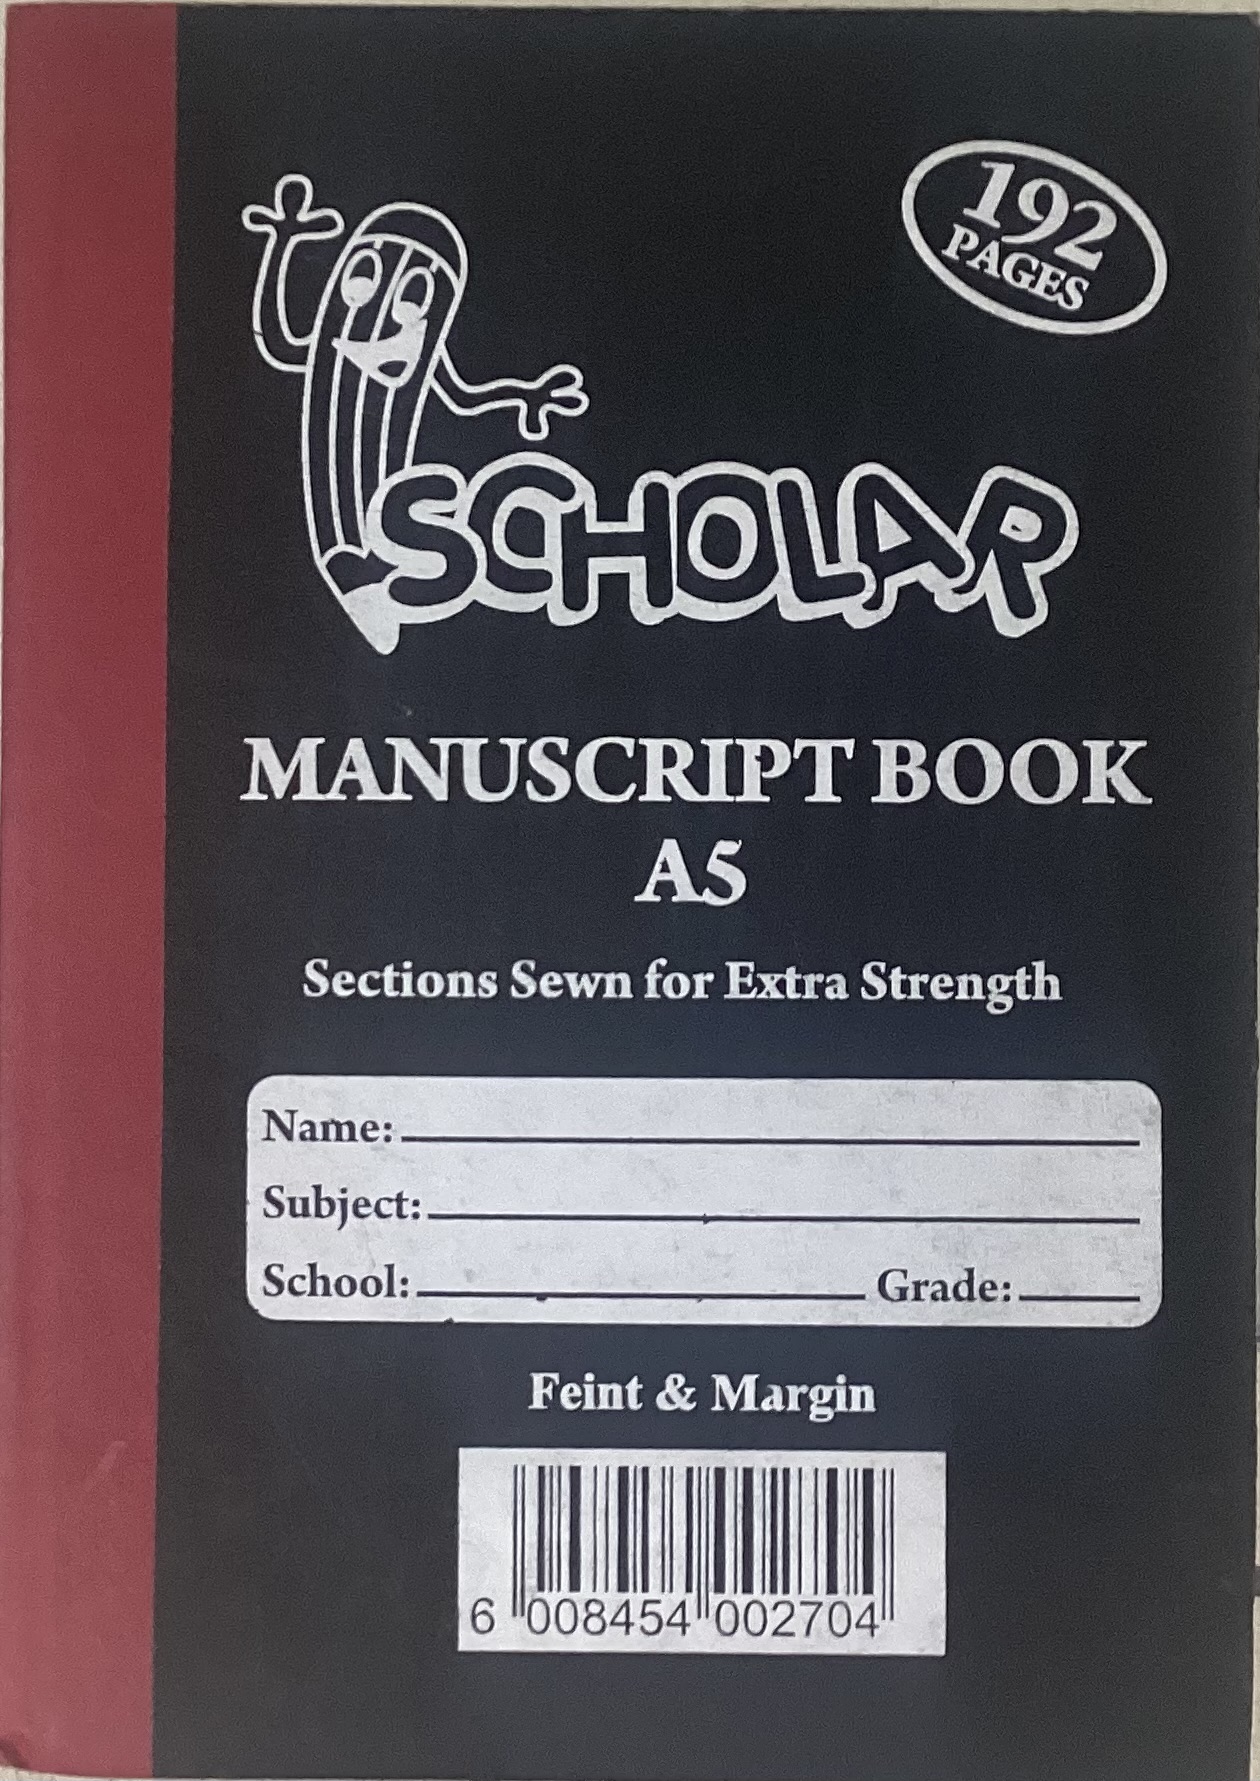 192
PAGES
SCHOLAR
MANUSCRIPT BOOK
A5
Sections Sewn for Extra Strength
Name:
Subject:
School: Grade:
Feint & Margin
6 008454 002704